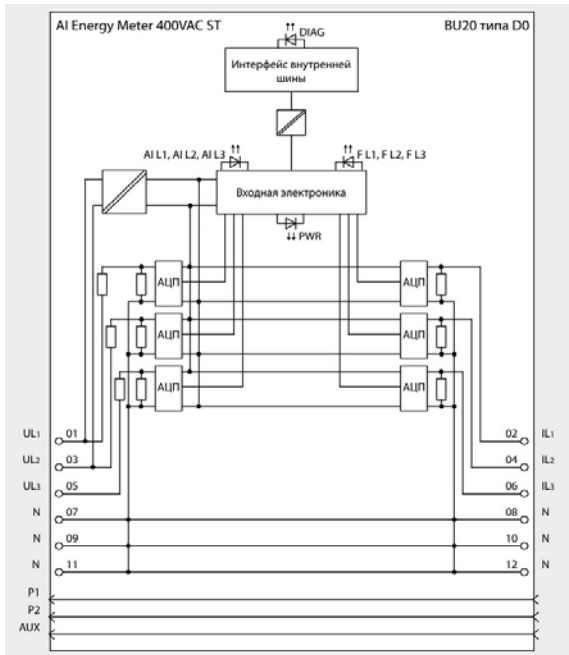 AI Energy Meter 400VAC ST
BU20 типа D0
DIAG
Интерфейс внутренней
шины
AI L1, AI L2, AI L3
F L1, F L2, F L3
Входная электроника
PWR
АЦП
АЦП
АЦП
АЦП
АЦП
АЦП
UL1 01
02 IL1
UL2 03
04 IL2
UL3 05
06 IL3
N 07
08 N
N 09
10 N
N 11
12 N
P1
P2
AUX